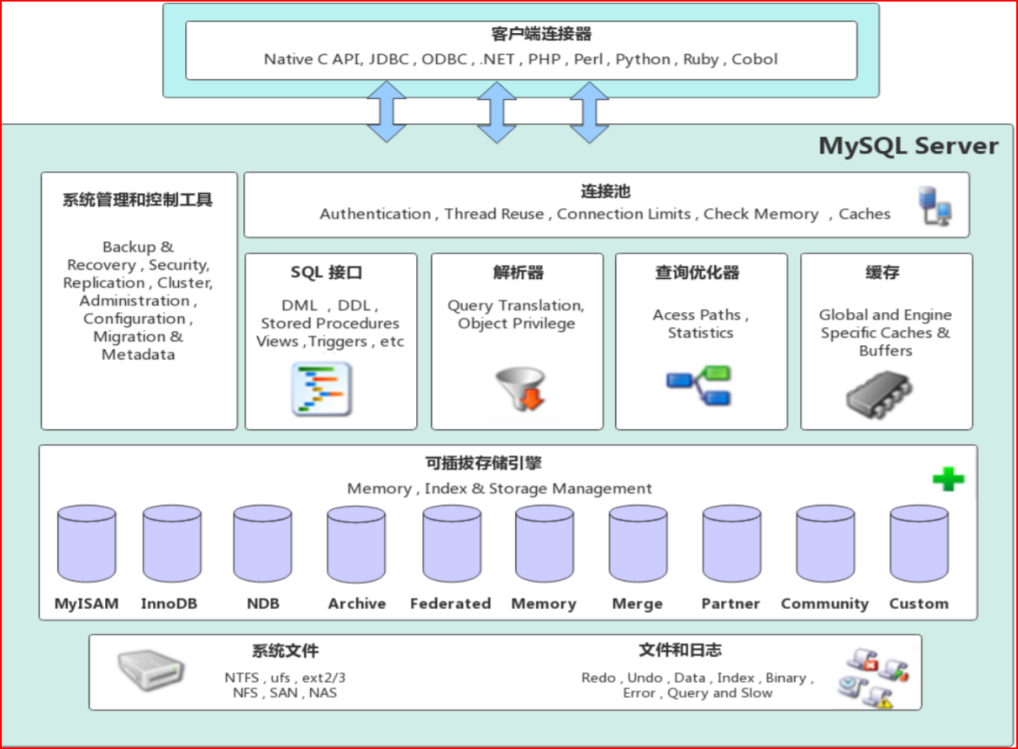 客户端连接器
Native C API, JDBC , ODBC , .NET , PHP , Perl , Python , Ruby , Cobol
MySQL Server
系统管理和控制工具
Backup &
Recovery , Security,
Replication , Cluster,
Administration ,
Configuration ,
Migration &
Metadata
连接池
Authentication , Thread Reuse , Connection Limits , Check Memory , Caches
SQL 接口
DML , DDL ,
Stored Procedures
Views ,Triggers , etc
解析器
Query Translation,
Object Privilege
查询优化器
Acess Paths ,
Statistics
缓存
Global and Engine
Specific Caches &
Buffers
可插拔存储引擎
Memory , Index & Storage Management
MyISAM InnoDB NDB Archive Federated Memory Merge Partner Community Custom
系统文件
NTFS , ufs , ext2/3
NFS , SAN , NAS
文件和日志
Redo , Undo , Data , Index , Binary ,
Error , Query and Slow